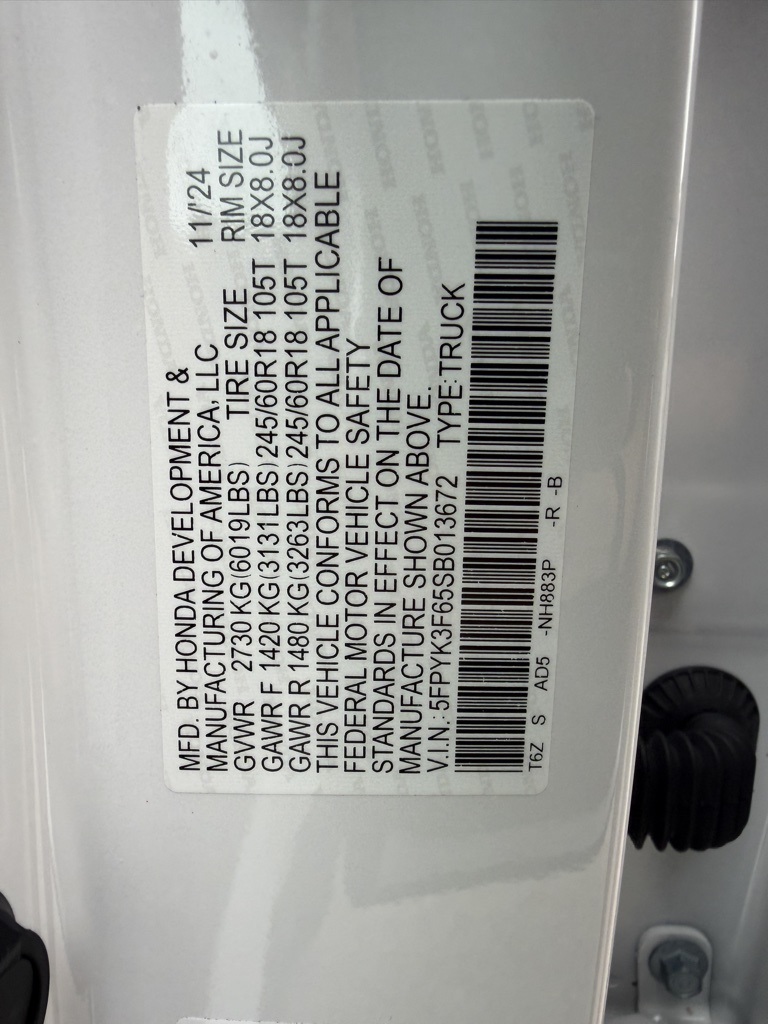 MFD. BY HONDA DEVELOPMENT &
MANUFACTURING OF AMERICA, LLC 11/'24
GVWR 2730 KG(6019LBS) TIRE SIZE RIM SIZE
GAWR F 1420 KG(3131LBS)245/60R18 105T 18X8.0J
GAWR R 1480 KG(3263LBS)245/60R18 105T 18X8.0J
THIS VEHICLE CONFORMS TO ALL APPLICABLE
FEDERAL MOTOR VEHICLE SAFETY
STANDARDS IN EFFECT ON THE DATE OF
MANUFACTURE SHOWN ABOVE.
V.I.N.:5FPYK3F65SB013672 TYPE:TRUCK
T6Z S AD5 -NH883P -R -B